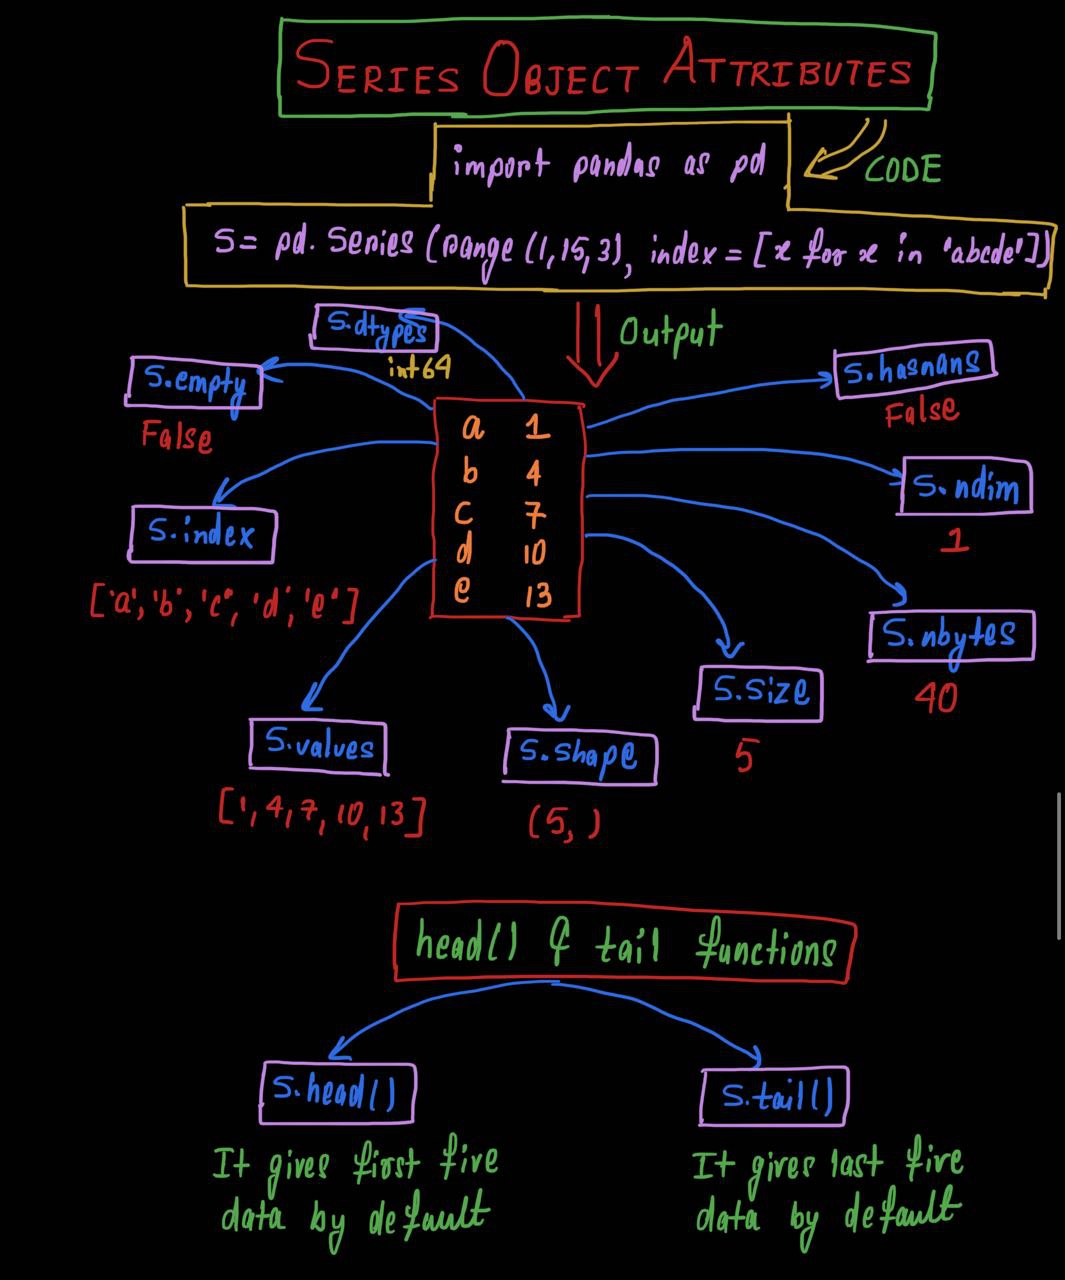 SERIES OBJECT ATTRIBUTES
import pandas as pd
CODE
S = pd.Series (range (1,15,3), index = [x for x in 'abcde'])
Output
S.dtypes
int64
S.empty
False
S.hasnans
False
a 1
b 4
c 7
d 10
e 13
S.index
['a', 'b', 'c', 'd', 'e']
S.ndim
1
S.nbytes
40
S.size
5
S.values
[1, 4, 7, 10, 13]
S.shape
(5, )
head() & tail functions
S.head()
It gives first five
data by default
S.tail()
It gives last five
data by default